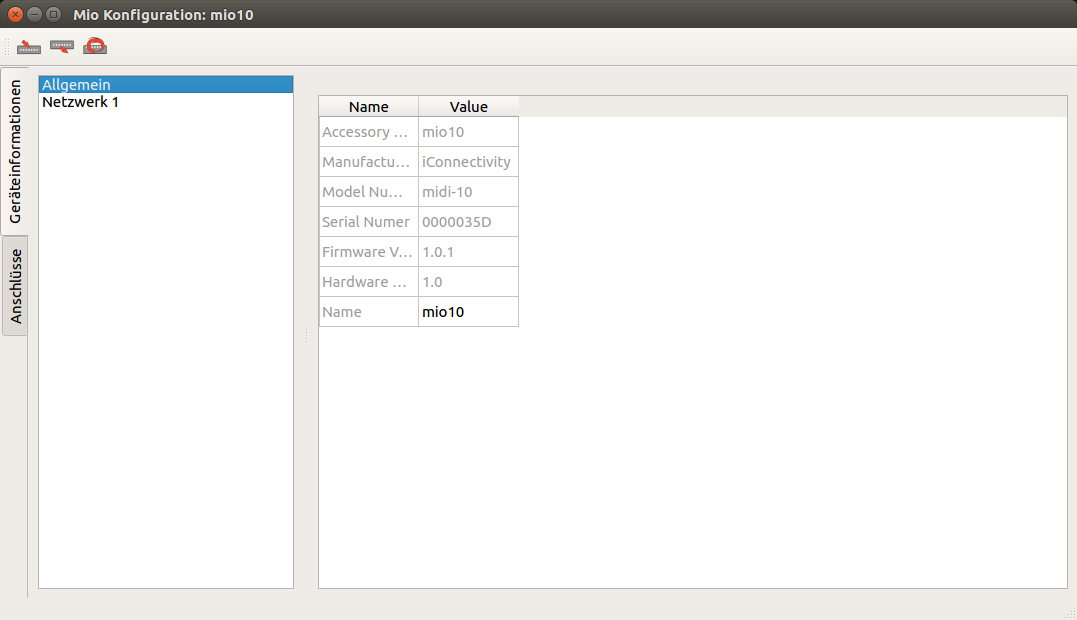 Mio Konfiguration: mio10
Geräteinformationen
Anschlüsse
Allgemein
Netzwerk 1
Name Value
Accessory ... mio10
Manufactu... iConnectivity
Model Nu... midi-10
Serial Numer 0000035D
Firmware V... 1.0.1
Hardware ... 1.0
Name mio10